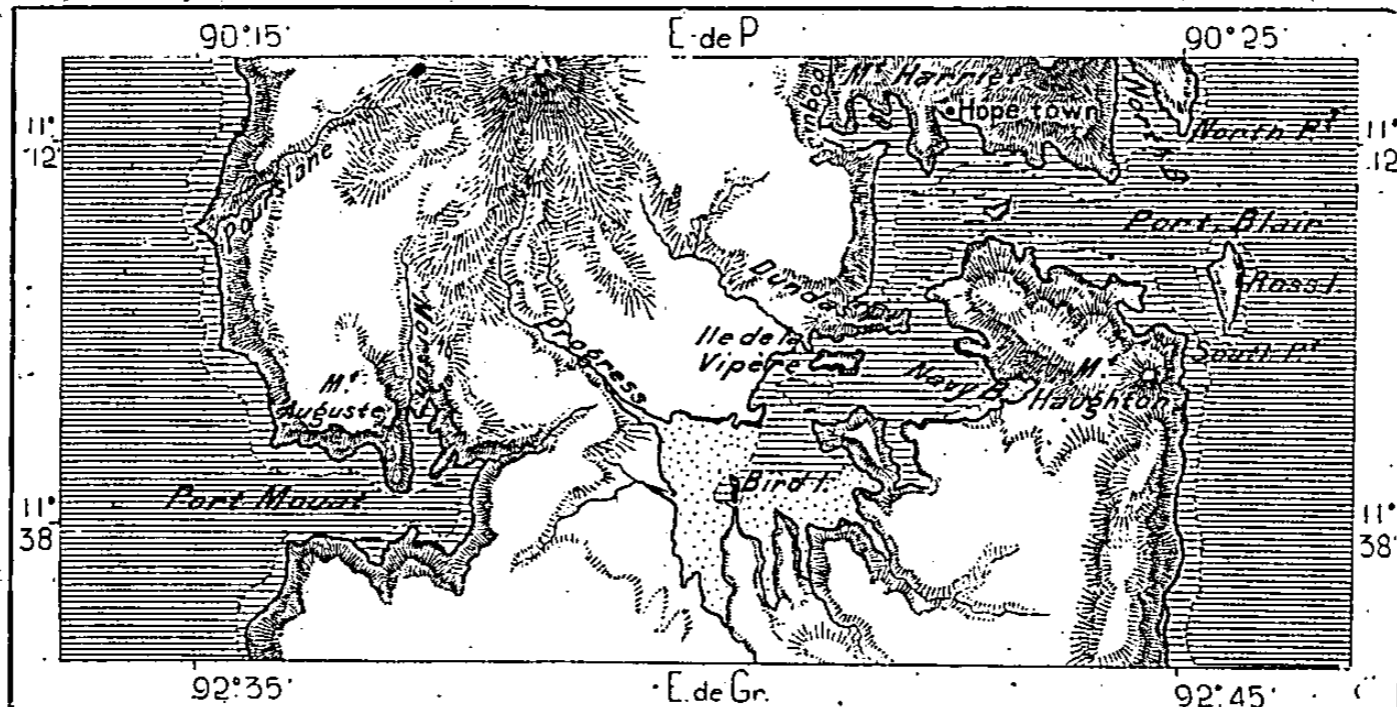 90°15'
E. de P
90°25'
Mt. Harriet
Hope town
North Pt
11°
12'
11°
12'
Port Blair
Ross I.
Dundas
Ile de la
Vipère
Progress
South Pt
Navy B.
Mt.
Haughton
Mt.
Auguste
Bird I.
Port Mouat
11°
38'
11°
38'
92°35'
E. de Gr.
92°45'